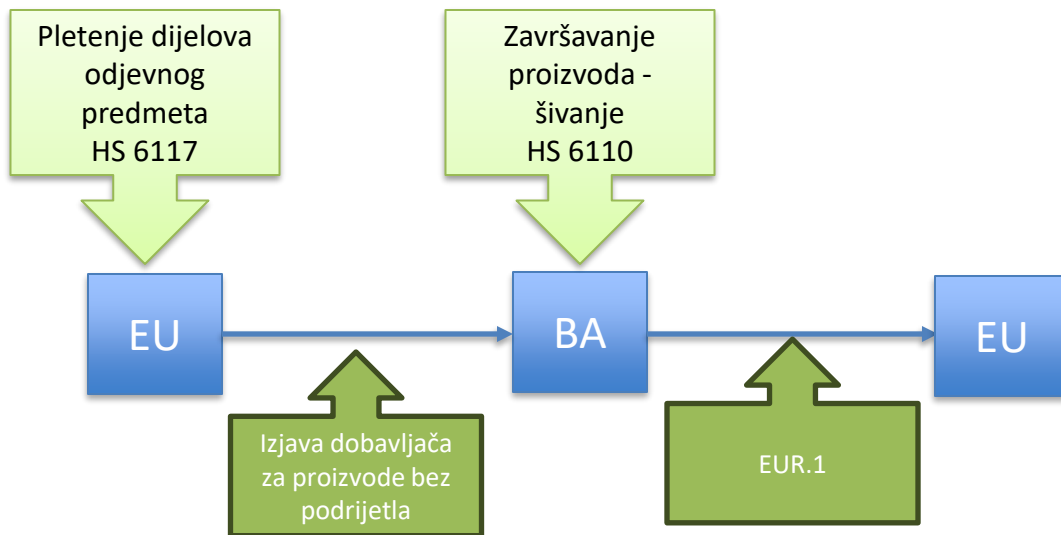 Pletenje dijelova
odjevnog
predmeta
HS 6117
Završavanje
proizvoda -
šivanje
HS 6110
EU
BA
EU
Izjava dobavljača
za proizvode bez
podrijetla
EUR.1